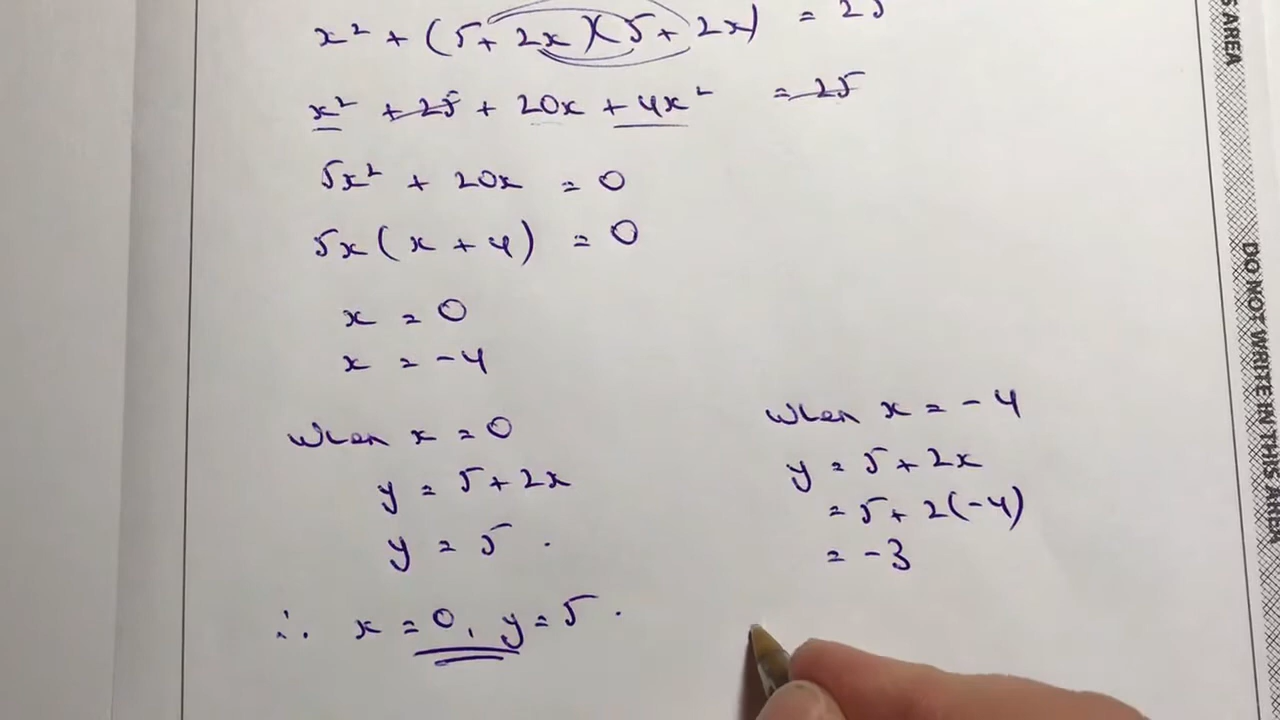 x² + (5 + 2x)(5 + 2x) = 25
x² + 25 + 20x + 4x² = 25
5x² + 20x = 0
5x(x + 4) = 0
x = 0
x = -4
When x = 0
y = 5 + 2x
y = 5 .
∴ x = 0, y = 5 .
When x = -4
y = 5 + 2x
= 5 + 2(-4)
= -3
S AREA
DO NOT WRITE IN THIS AREA